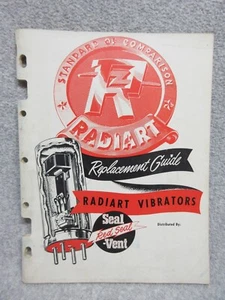 STANDARD OF COMPARISON
RADIART
Replacement Guide
RADIART VIBRATORS
Seal
Red Seal
-Vent
Distributed By: